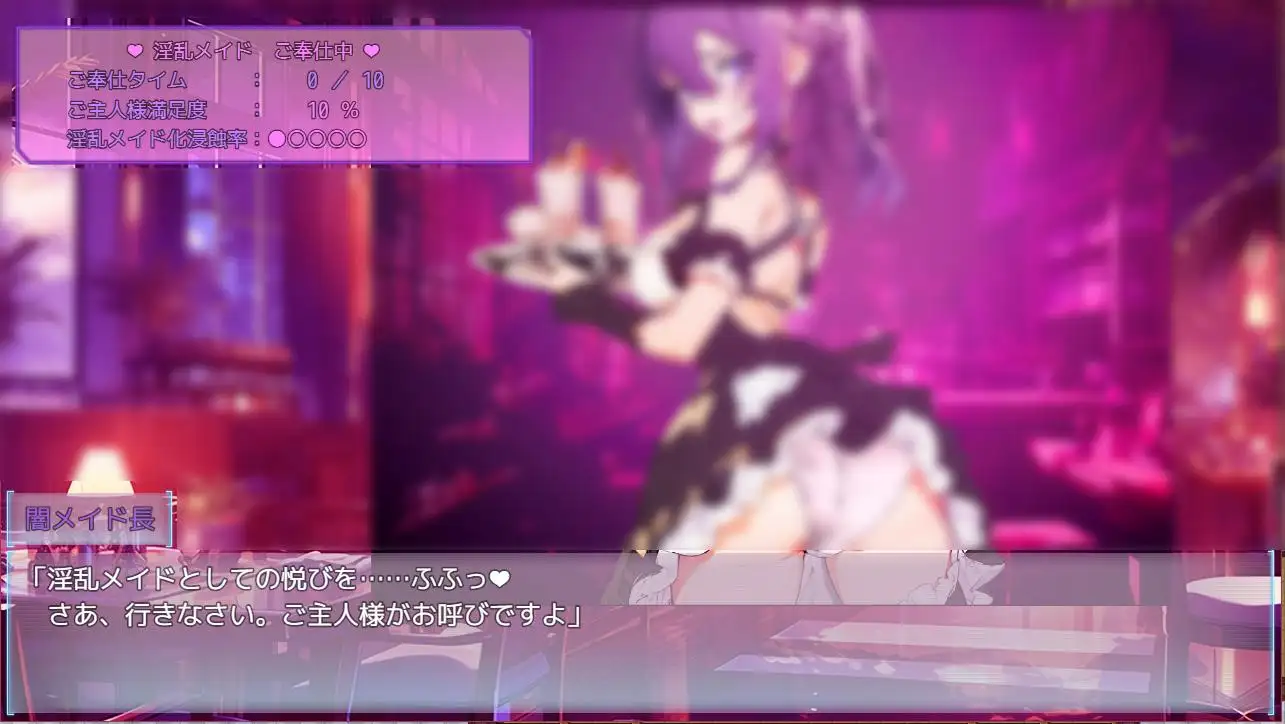 ♥ 淫乱メイド ご奉仕中 ♥
ご奉仕タイム : 0 / 10
ご主人様満足度 : 10 %
淫乱メイド化浸蝕率:●○○○○
闇メイド長
「淫乱メイドとしての悦びを……ふふっ♥
さあ、行きなさい。ご主人様がお呼びですよ」